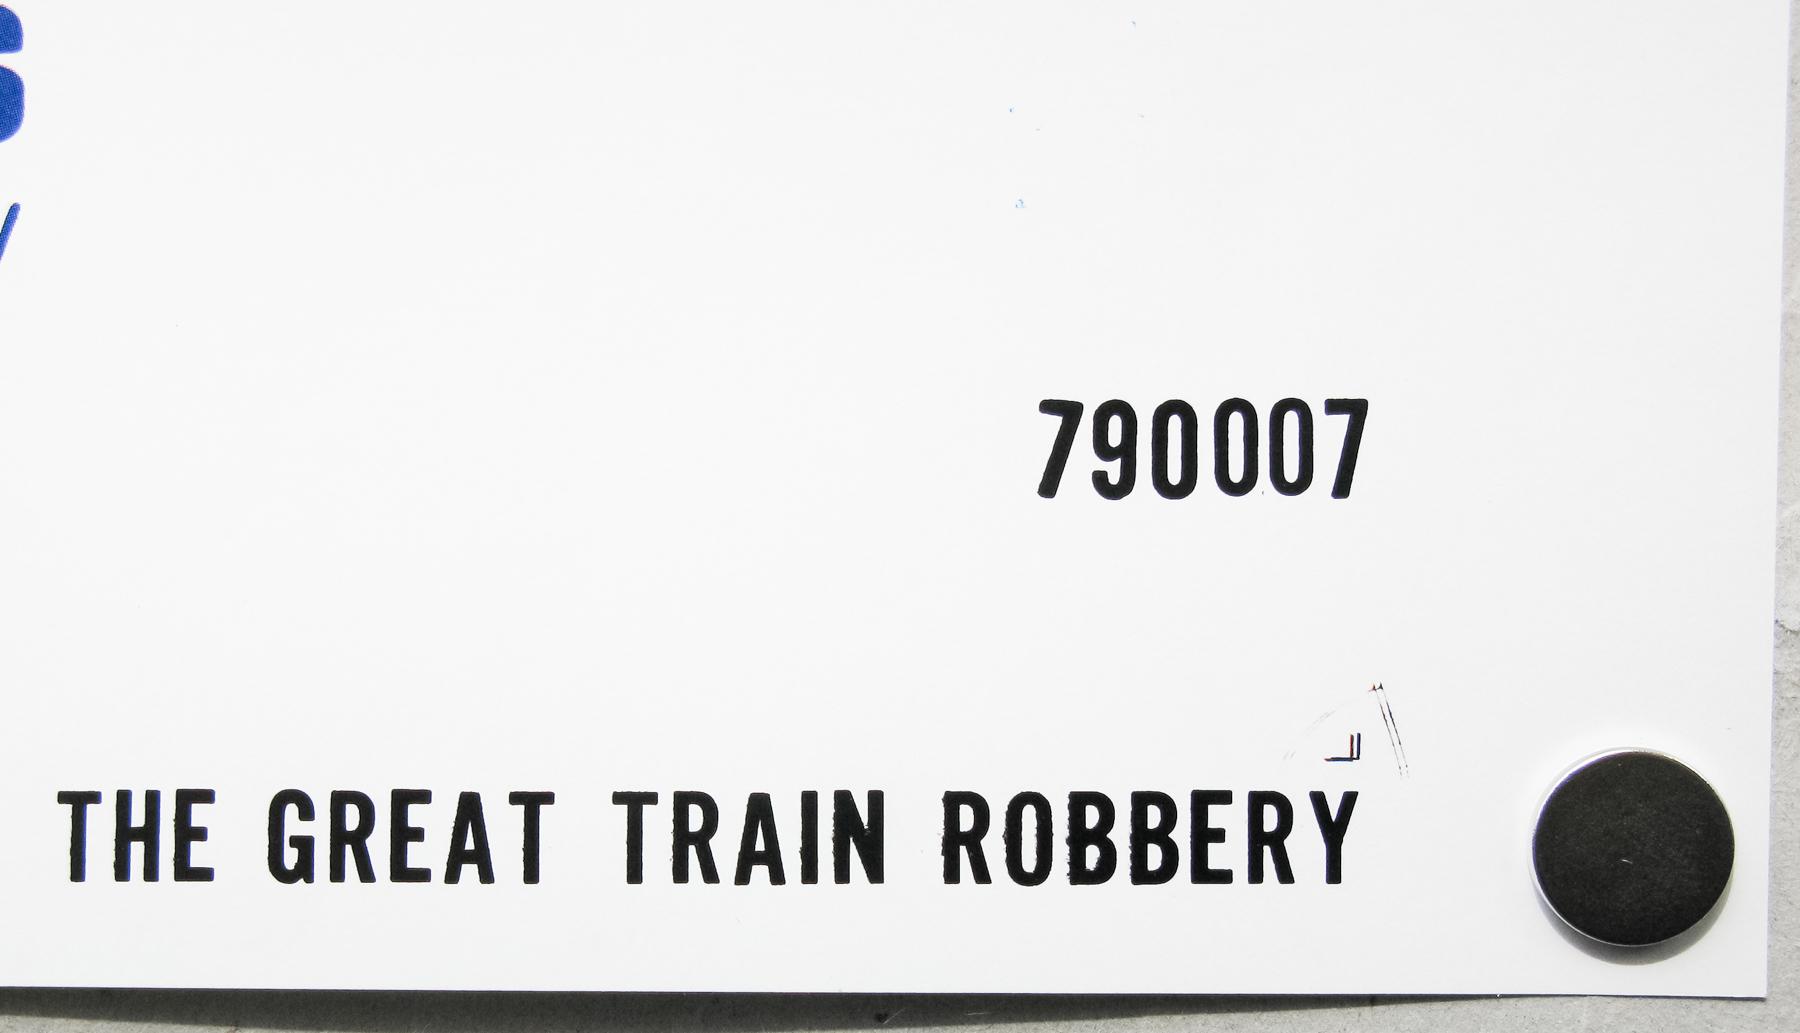 790007
THE GREAT TRAIN ROBBERY